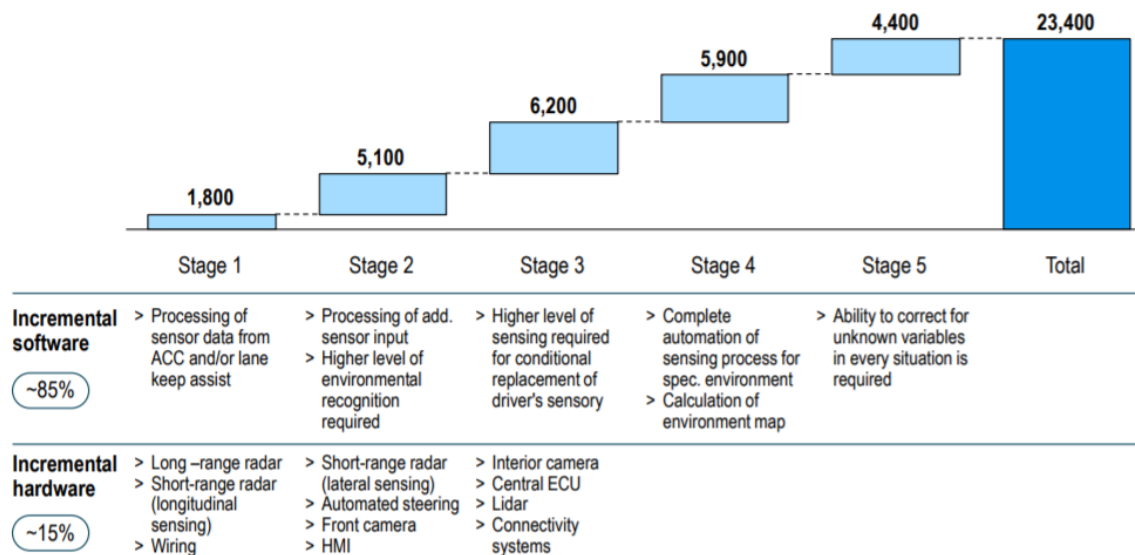 4,400
23,400
5,900
6,200
5,100
1,800
Stage 1
Stage 2
Stage 3
Stage 4
Stage 5
Total
Incremental
software
~85%
> Processing of
sensor data from
ACC and/or lane
keep assist
> Processing of add.
sensor input
> Higher level of
environmental
recognition
required
> Higher level of
sensing required
for conditional
replacement of
driver's sensory
> Complete
automation of
sensing process for
spec. environment
> Calculation of
environment map
> Ability to correct for
unknown variables
in every situation is
required
Incremental
hardware
~15%
> Long –range radar
> Short-range radar
(longitudinal
sensing)
> Wiring
> Short-range radar
(lateral sensing)
> Automated steering
> Front camera
> HMI
> Interior camera
> Central ECU
> Lidar
> Connectivity
systems